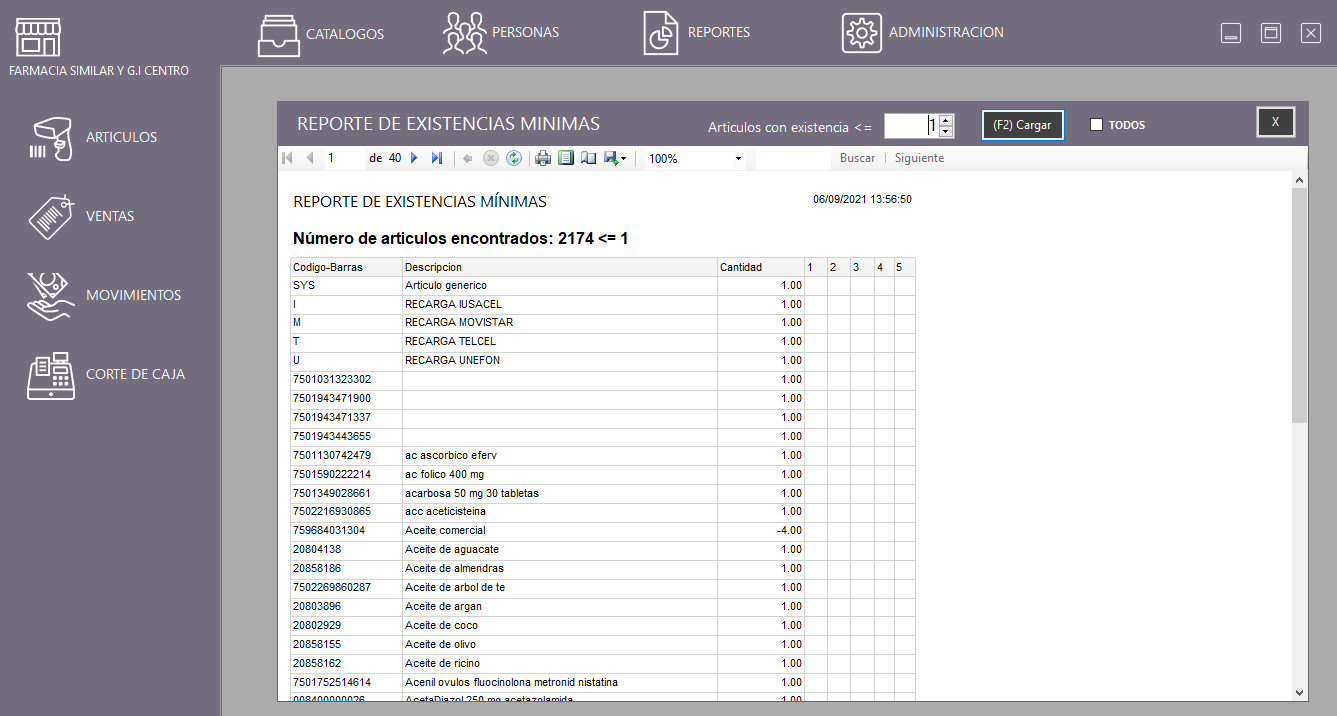 CATALOGOS
PERSONAS
REPORTES
ADMINISTRACION
FARMACIA SIMILAR Y G.I CENTRO
ARTICULOS
VENTAS
MOVIMIENTOS
CORTE DE CAJA
REPORTE DE EXISTENCIAS MINIMAS
Articulos con existencia <= 1 (F2) Cargar TODOS X
1 de 40 100% Buscar Siguiente
REPORTE DE EXISTENCIAS MÍNIMAS 06/09/2021 13:56:50
Número de articulos encontrados: 2174 <= 1
Codigo-Barras Descripcion Cantidad 1 2 3 4 5
SYS Articulo generico 1.00
I RECARGA IUSACEL 1.00
M RECARGA MOVISTAR 1.00
T RECARGA TELCEL 1.00
U RECARGA UNEFON 1.00
7501031323302 1.00
7501943471900 1.00
7501943471337 1.00
7501943443655 1.00
7501130742479 ac ascorbico eferv 1.00
7501590222214 ac folico 400 mg 1.00
7501349028661 acarbosa 50 mg 30 tabletas 1.00
7502216930865 acc aceticisteina 1.00
759684031304 Aceite comercial -4.00
20804138 Aceite de aguacate 1.00
20858186 Aceite de almendras 1.00
7502269860287 Aceite de arbol de te 1.00
20803896 Aceite de argan 1.00
20802929 Aceite de coco 1.00
20858155 Aceite de olivo 1.00
20858162 Aceite de ricino 1.00
7501752514614 Acenil ovulos fluocinolona metronid nistatina 1.00
008400000026 AcetaDiazol 250 mg acetazolamida 1.00